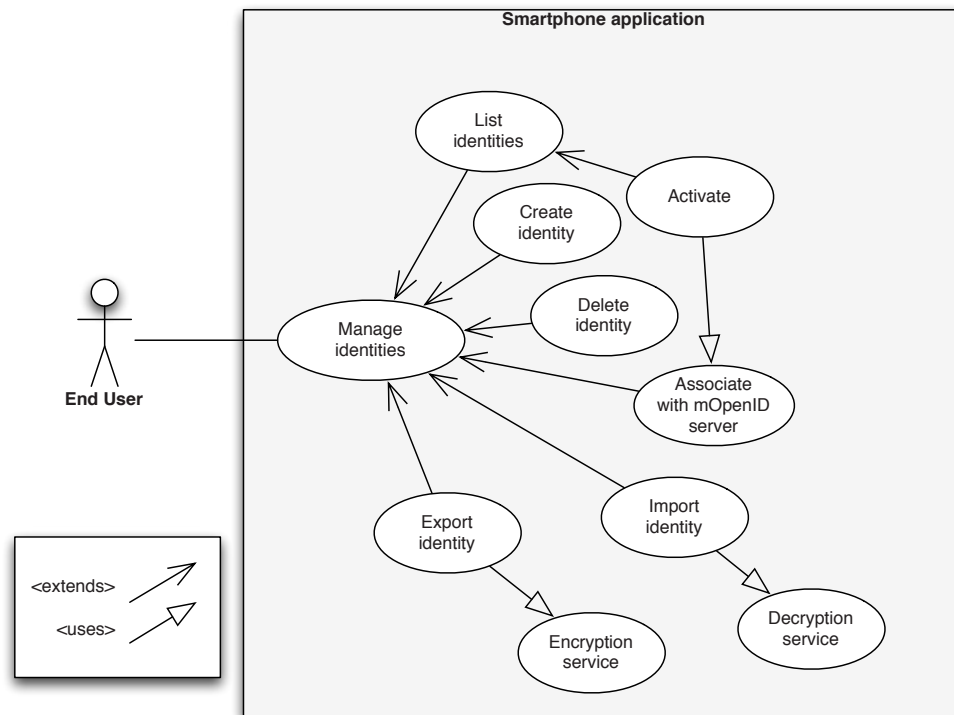 Smartphone application
List
identities
Activate
Create
identity
Delete
identity
Manage
identities
End User
Associate
with mOpenID
server
Export
identity
Import
identity
<extends>
<uses>
Encryption
service
Decryption
service